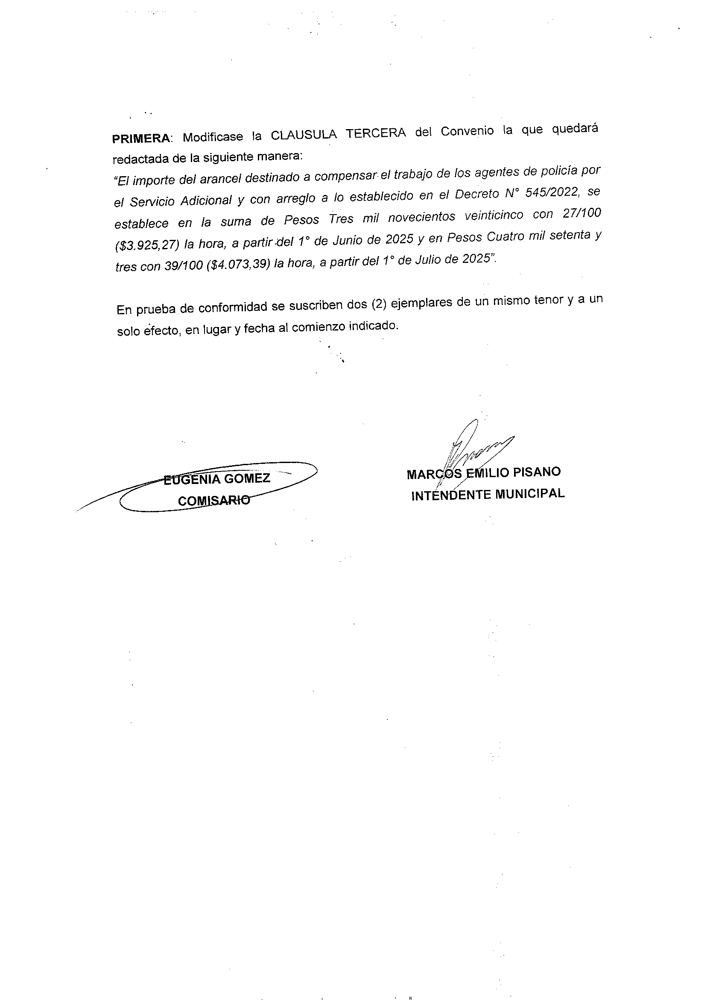 PRIMERA: Modificase la CLAUSULA TERCERA del Convenio la que quedará
redactada de la siguiente manera:
“El importe del arancel destinado a compensar el trabajo de los agentes de policía por
el Servicio Adicional y con arreglo a lo establecido en el Decreto N° 545/2022, se
establece en la suma de Pesos Tres mil novecientos veinticinco con 27/100
($3.925,27) la hora, a partir del 1° de Junio de 2025 y en Pesos Cuatro mil setenta y
tres con 39/100 ($4.073,39) la hora, a partir del 1° de Julio de 2025”.
En prueba de conformidad se suscriben dos (2) ejemplares de un mismo tenor y a un
solo efecto, en lugar y fecha al comienzo indicado.
EUGENIA GOMEZ
COMISARIO
MARCOS EMILIO PISANO
INTENDENTE MUNICIPAL